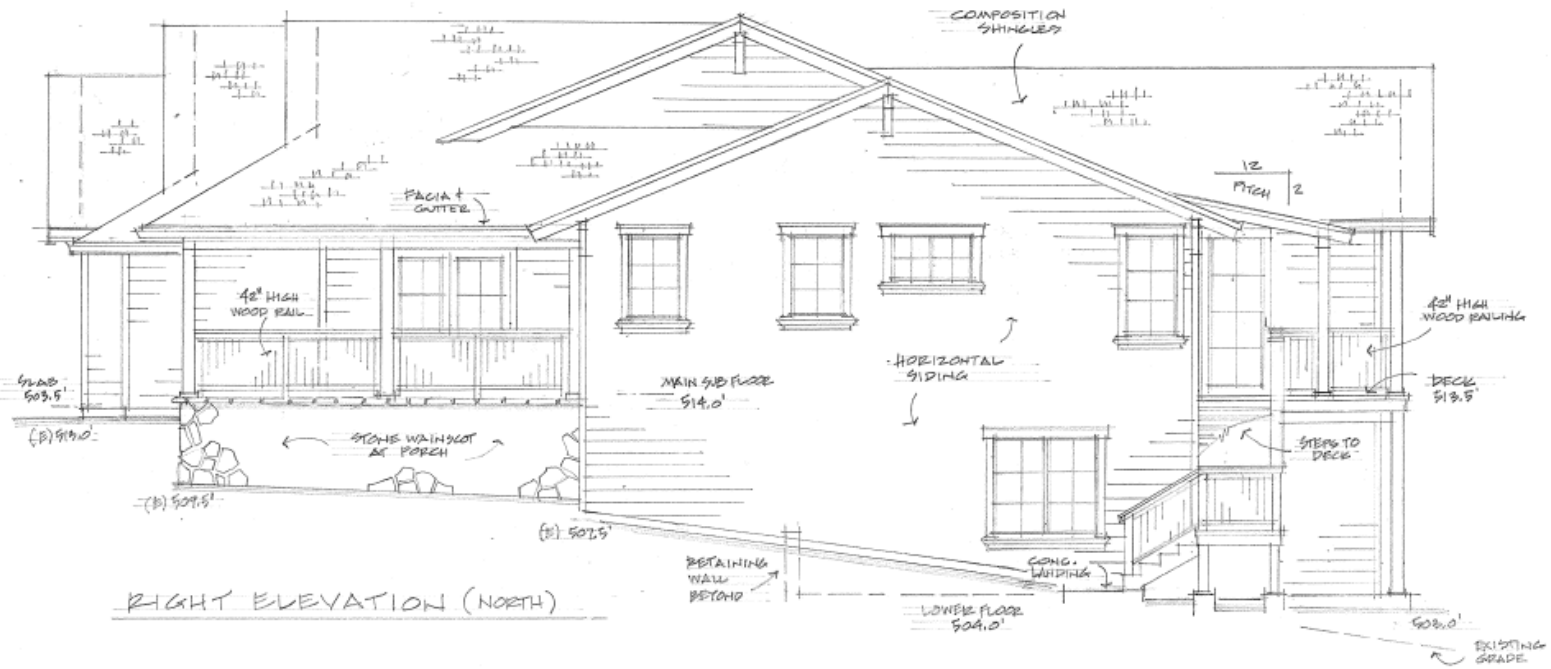 COMPOSITION
SHINGLES
12
PITCH
2
FACIA +
GUTTER
42" HIGH
WOOD RAIL
42" HIGH
WOOD RAILING
HORIZONTAL
SIDING
MAIN SUB FLOOR
514.0'
SLAB
503.5'
DECK
513.5'
(E) 513.0'
STONE WAINSCOT
AT PORCH
STEPS TO
DECK
(E) 509.5'
(E) 507.5'
RETAINING
WALL
BEYOND
CONC.
LANDING
RIGHT ELEVATION (NORTH)
LOWER FLOOR
504.0'
503.0'
EXISTING
GRADE